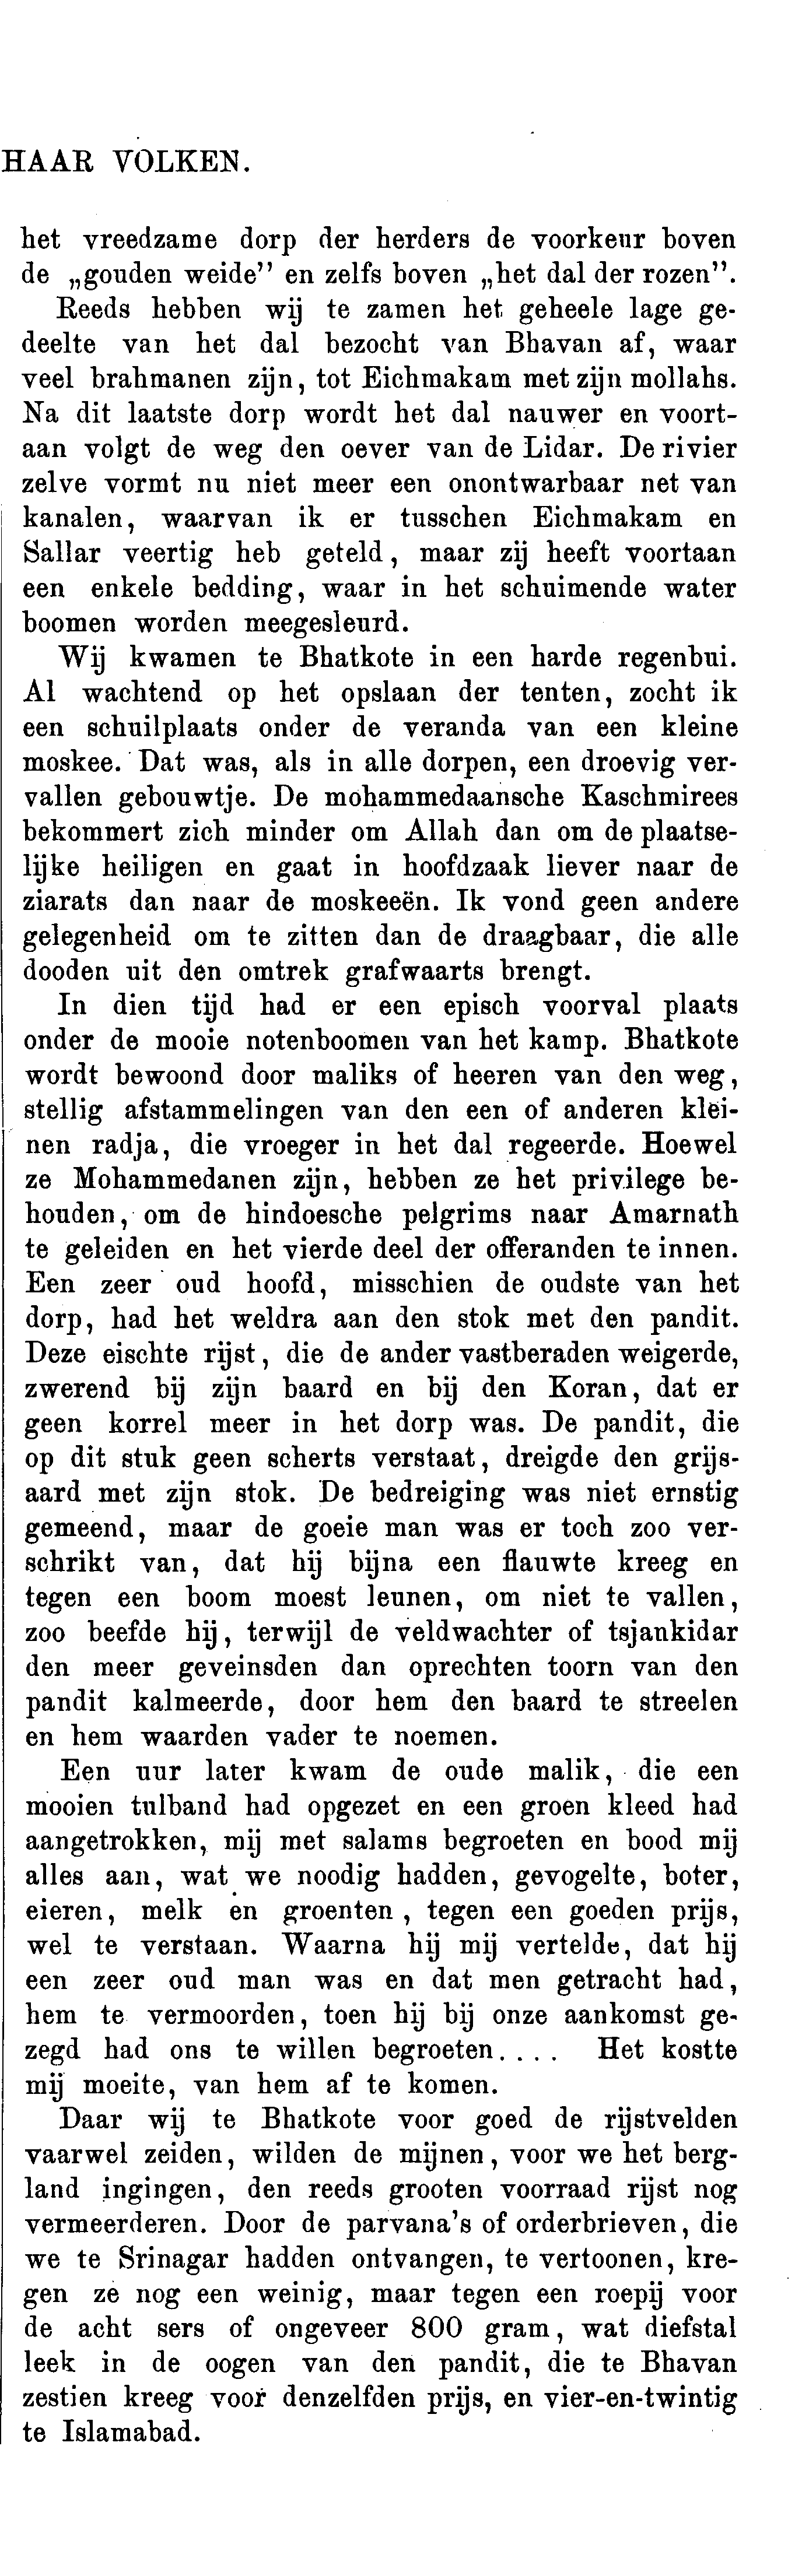 HAAR VOLKEN.
het vreedzame dorp der herders de voorkeur boven
de „gouden weide” en zelfs boven „het dal der rozen”.
Reeds hebben wij te zamen het geheele lage ge-
deelte van het dal bezocht van Bhavan af, waar
veel brahmanen zijn, tot Eichmakam met zijn mollahs.
Na dit laatste dorp wordt het dal nauwer en voort-
aan volgt de weg den oever van de Lidar. De rivier
zelve vormt nu niet meer een onontwarbaar net van
kanalen, waarvan ik er tusschen Eichmakam en
Sallar veertig heb geteld, maar zij heeft voortaan
een enkele bedding, waar in het schuimende water
boomen worden meegesleurd.
Wij kwamen te Bhatkote in een harde regenbui.
Al wachtend op het opslaan der tenten, zocht ik
een schuilplaats onder de veranda van een kleine
moskee. Dat was, als in alle dorpen, een droevig ver-
vallen gebouwtje. De mohammedaansche Kaschmirees
bekommert zich minder om Allah dan om de plaatse-
lijke heiligen en gaat in hoofdzaak liever naar de
ziarats dan naar de moskeeën. Ik vond geen andere
gelegenheid om te zitten dan de draagbaar, die alle
dooden uit den omtrek grafwaarts brengt.
In dien tijd had er een episch voorval plaats
onder de mooie notenboomen van het kamp. Bhatkote
wordt bewoond door maliks of heeren van den weg,
stellig afstammelingen van den een of anderen klei-
nen radja, die vroeger in het dal regeerde. Hoewel
ze Mohammedanen zijn, hebben ze het privilege be-
houden, om de hindoesche pelgrims naar Amarnath
te geleiden en het vierde deel der offeranden te innen.
Een zeer oud hoofd, misschien de oudste van het
dorp, had het weldra aan den stok met den pandit.
Deze eischte rijst, die de ander vastberaden weigerde,
zwerend bij zijn baard en bij den Koran, dat er
geen korrel meer in het dorp was. De pandit, die
op dit stuk geen scherts verstaat, dreigde den grijs-
aard met zijn stok. De bedreiging was niet ernstig
gemeend, maar de goeie man was er toch zoo ver-
schrikt van, dat hij bijna een flauwte kreeg en
tegen een boom moest leunen, om niet te vallen,
zoo beefde hij, terwijl de veldwachter of tsjaukidar
den meer geveinsden dan oprechten toorn van den
pandit kalmeerde, door hem den baard te streelen
en hem waarden vader te noemen.
Een uur later kwam de oude malik, die een
mooien tulband had opgezet en een groen kleed had
aangetrokken, mij met salams begroeten en bood mij
alles aan, wat we noodig hadden, gevogelte, boter,
eieren, melk en groenten, tegen een goeden prijs,
wel te verstaan. Waarna hij mij vertelde, dat hij
een zeer oud man was en dat men getracht had,
hem te vermoorden, toen hij bij onze aankomst ge-
zegd had ons te willen begroeten.... Het kostte
mij moeite, van hem af te komen.
Daar wij te Bhatkote voor goed de rijstvelden
vaarwel zeiden, wilden de mijnen, voor we het berg-
land ingingen, den reeds grooten voorraad rijst nog
vermeerderen. Door de parvana's of orderbrieven, die
we te Srinagar hadden ontvangen, te vertoonen, kre-
gen ze nog een weinig, maar tegen een roepij voor
de acht sers of ongeveer 800 gram, wat diefstal
leek in de oogen van den pandit, die te Bhavan
zestien kreeg voor denzelfden prijs, en vier-en-twintig
te Islamabad.